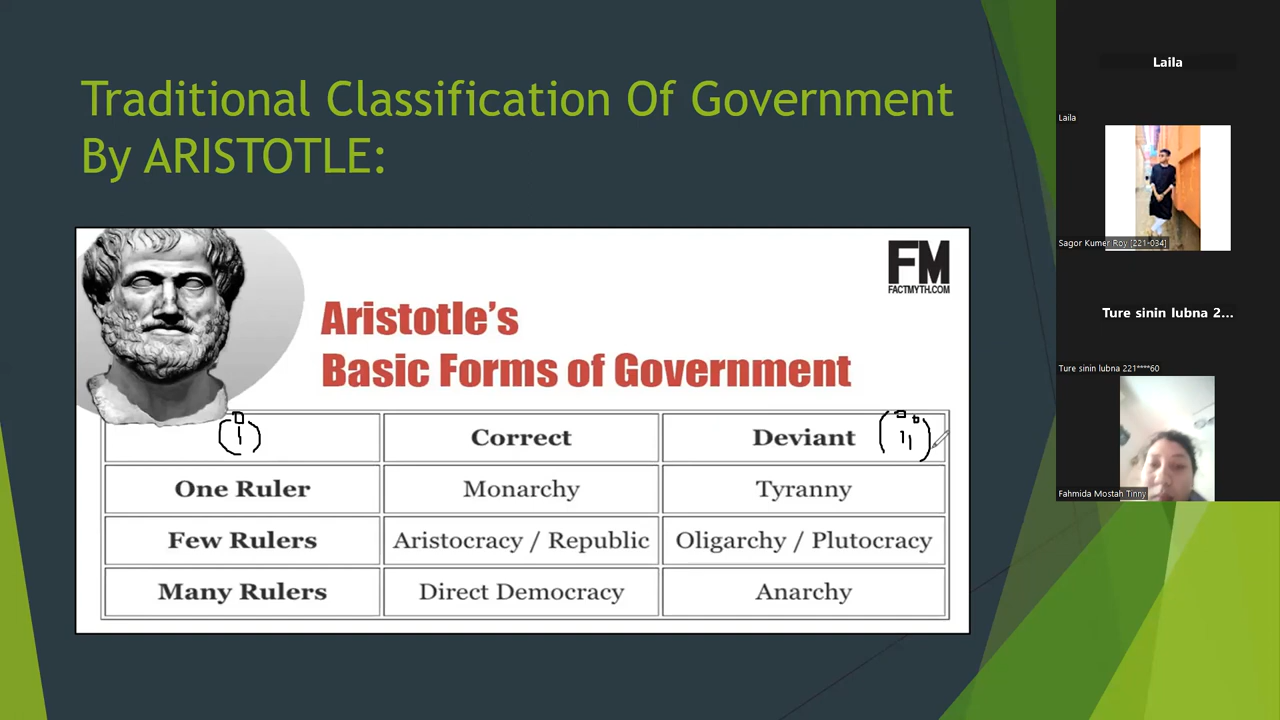 Traditional Classification Of Government
By ARISTOTLE:
FM
FACTMYTH.COM
Aristotle's
Basic Forms of Government
Correct
Deviant
One Ruler
Monarchy
Tyranny
Few Rulers
Aristocracy / Republic
Oligarchy / Plutocracy
Many Rulers
Direct Democracy
Anarchy
Laila
Laila
Sagor Kumer Roy [221-034]
Ture sinin lubna 2...
Ture sinin lubna 221****60
Fahmida Mostah Tinny